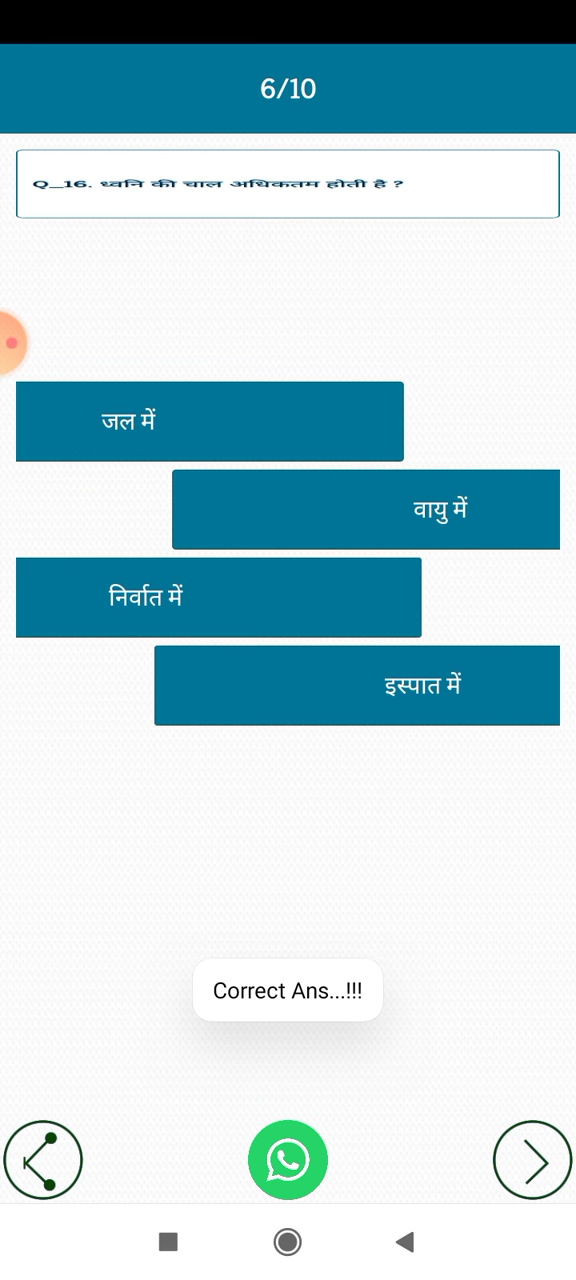 6/10
Q_16. ध्वनि की चाल अधिकतम होती है ?
जल में
वायु में
निर्वात में
इस्पात में
Correct Ans...!!!